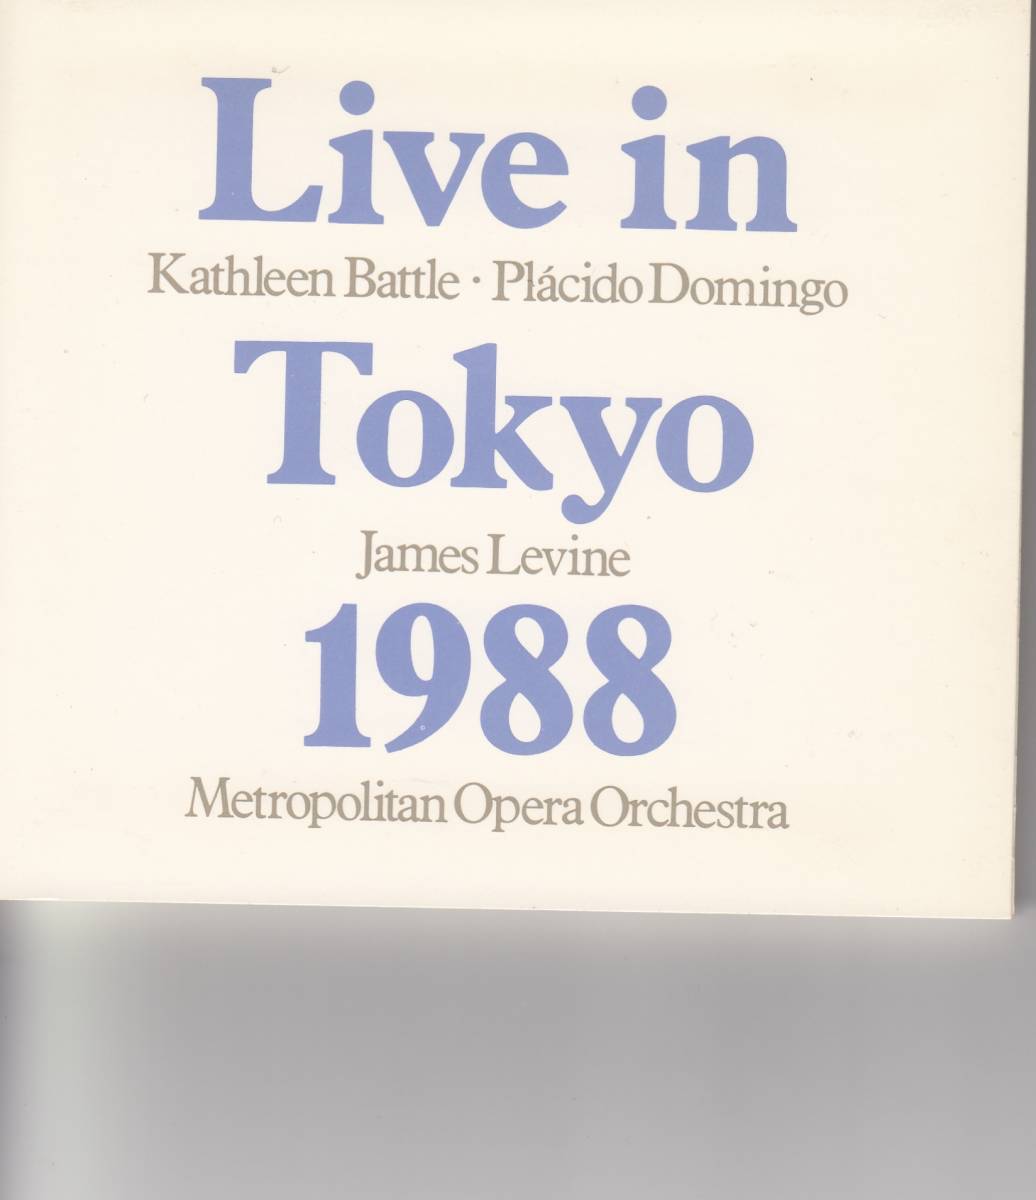 Live in
Kathleen Battle · Plácido Domingo
Tokyo
James Levine
1988
Metropolitan Opera Orchestra